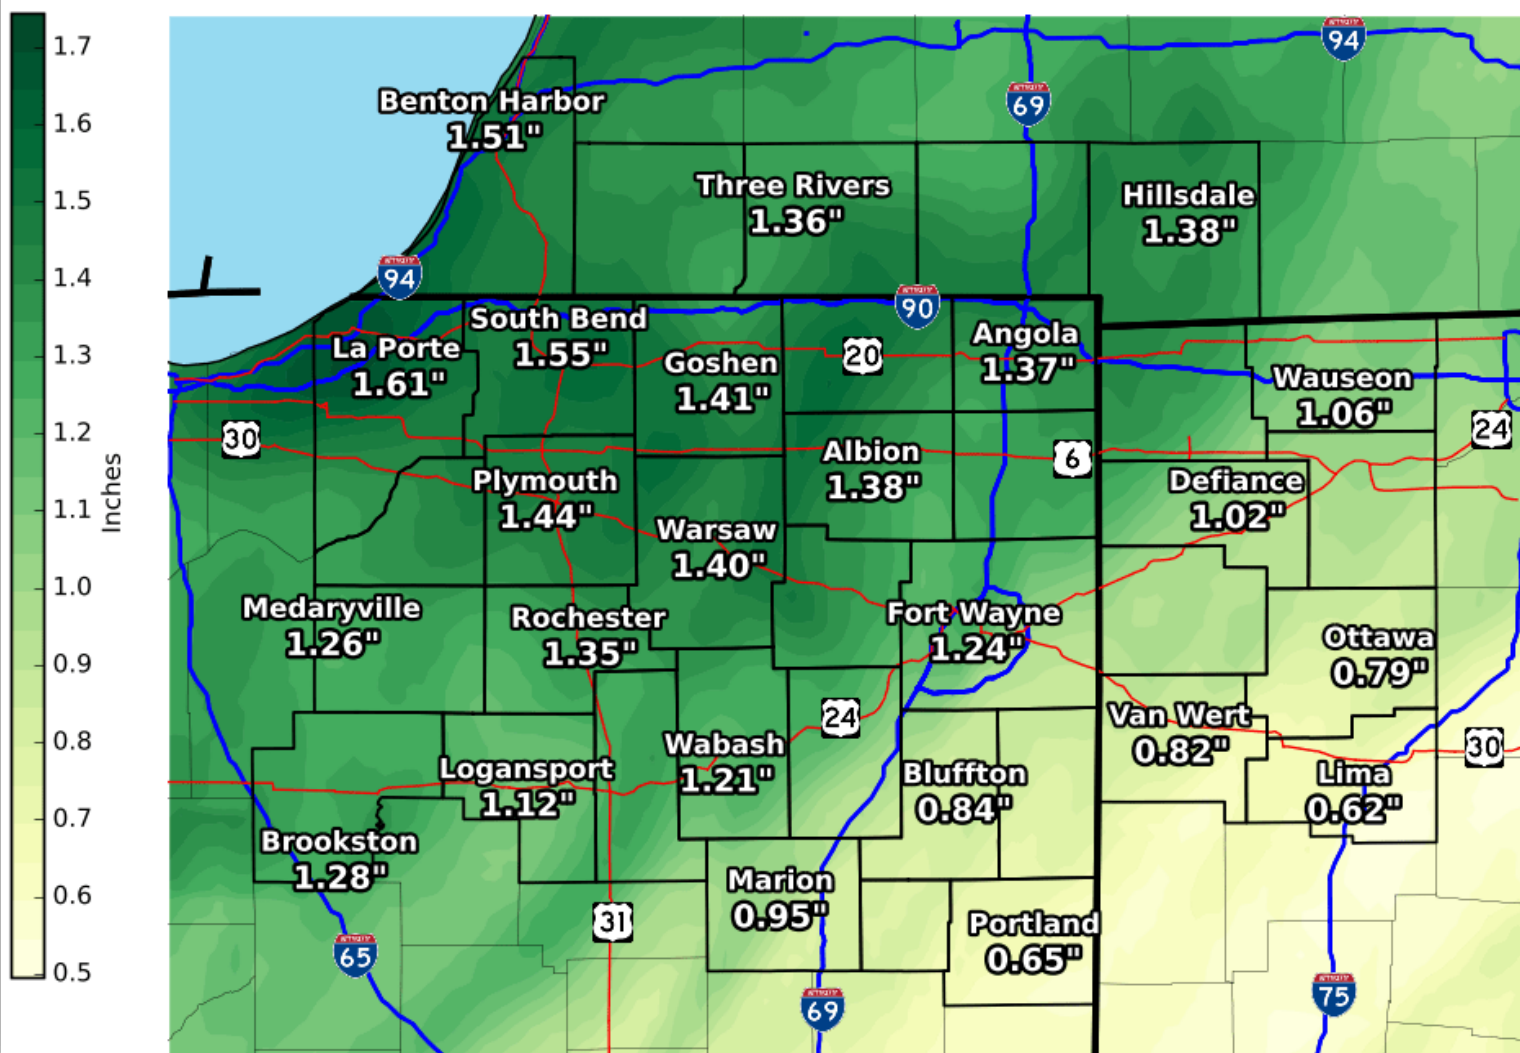 1.7
1.6
1.5
1.4
1.3
1.2
1.1
1.0
0.9
0.8
0.7
0.6
0.5
Inches
94
Benton Harbor
1.51"
69
Three Rivers
1.36"
Hillsdale
1.38"
94
90
South Bend
1.55"
La Porte
1.61"
Goshen
1.41"
20
Angola
1.37"
Wauseon
1.06"
30
24
Albion
1.38"
6
Plymouth
1.44"
Defiance
1.02"
Warsaw
1.40"
Medaryville
1.26"
Rochester
1.35"
Fort Wayne
1.24"
Ottawa
0.79"
24
Van Wert
0.82"
Wabash
1.21"
30
Logansport
1.12"
Bluffton
0.84"
Lima
0.62"
Brookston
1.28"
Marion
0.95"
31
Portland
0.65"
65
69
75